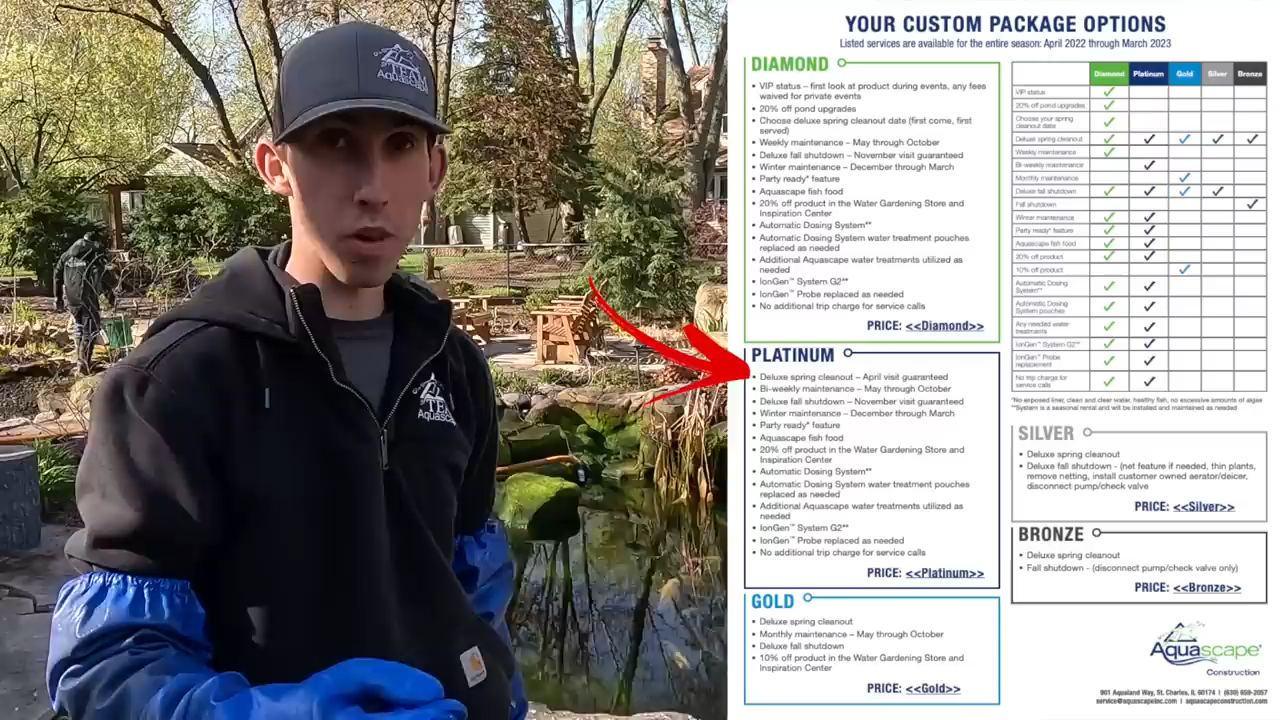 TEAM
Aquascape
TEAM
Aquascape
YOUR CUSTOM PACKAGE OPTIONS
Listed services are available for the entire season: April 2022 through March 2023
DIAMOND
• VIP status – first look at product during events, any fees
waived for private events
• 20% off pond upgrades
• Choose deluxe spring cleanout date (first come, first
served)
• Weekly maintenance – May through October
• Deluxe fall shutdown – November visit guaranteed
• Winter maintenance – December through March
• Party ready* feature
• Aquascape fish food
• 20% off product in the Water Gardening Store and
Inspiration Center
• Automatic Dosing System**
• Automatic Dosing System water treatment pouches
replaced as needed
• Additional Aquascape water treatments utilized as
needed
• IonGen™ System G2**
• IonGen™ Probe replaced as needed
• No additional trip charge for service calls
PRICE: <<Diamond>>
PLATINUM
• Deluxe spring cleanout – April visit guaranteed
• Bi-weekly maintenance – May through October
• Deluxe fall shutdown – November visit guaranteed
• Winter maintenance – December through March
• Party ready* feature
• Aquascape fish food
• 20% off product in the Water Gardening Store and
Inspiration Center
• Automatic Dosing System**
• Automatic Dosing System water treatment pouches
replaced as needed
• Additional Aquascape water treatments utilized as
needed
• IonGen™ System G2**
• IonGen™ Probe replaced as needed
• No additional trip charge for service calls
PRICE: <<Platinum>>
GOLD
• Deluxe spring cleanout
• Monthly maintenance – May through October
• Deluxe fall shutdown
• 10% off product in the Water Gardening Store and
Inspiration Center
PRICE: <<Gold>>
Diamond Platinum Gold Silver Bronze
VIP status ✓
20% off pond upgrades ✓
Choose your spring
cleanout date ✓
Deluxe spring cleanout ✓ ✓ ✓ ✓ ✓
Weekly maintenance ✓
Bi-weekly maintenance ✓
Monthly maintenance ✓
Deluxe fall shutdown ✓ ✓ ✓ ✓
Fall shutdown ✓
Winter maintenance ✓ ✓
Party ready* feature ✓ ✓
Aquascape fish food ✓ ✓
20% off product ✓ ✓
10% off product ✓
Automatic Dosing
System** ✓ ✓
Automatic Dosing
System pouches ✓ ✓
Any needed water
treatments ✓ ✓
IonGen™ System G2** ✓ ✓
IonGen™ Probe
replacement ✓ ✓
No trip charge for
service calls ✓ ✓
*No exposed liner, clean and clear water, healthy fish, no excessive amounts of algae
**System is a seasonal rental and will be installed and maintained as needed
SILVER
• Deluxe spring cleanout
• Deluxe fall shutdown - (net feature if needed, thin plants,
remove netting, install customer owned aerator/deicer,
disconnect pump/check valve
PRICE: <<Silver>>
BRONZE
• Deluxe spring cleanout
• Fall shutdown - (disconnect pump/check valve only)
PRICE: <<Bronze>>
Aquascape®
Construction
901 Aqualand Way, St. Charles, IL 60174 | (630) 659-2057
service@aquascapeinc.com | aquascapeconstruction.com